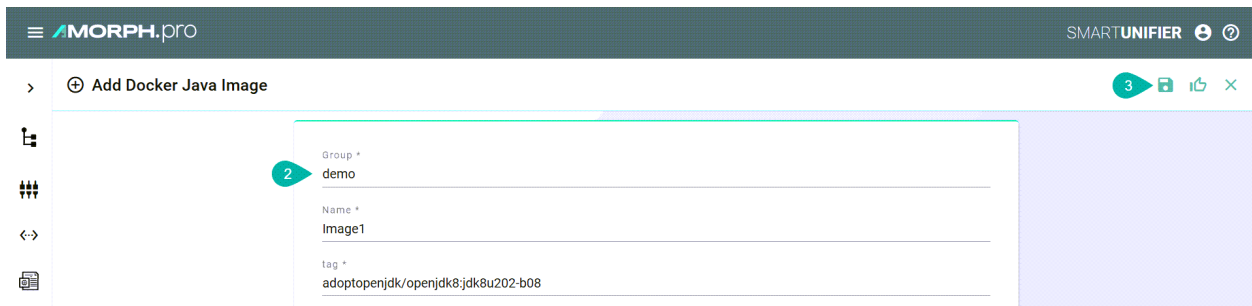 AMORPH.pro
SMARTUNIFIER
Add Docker Java Image
3
Group *
2
demo
Name *
Image1
tag *
adoptopenjdk/openjdk8:jdk8u202-b08